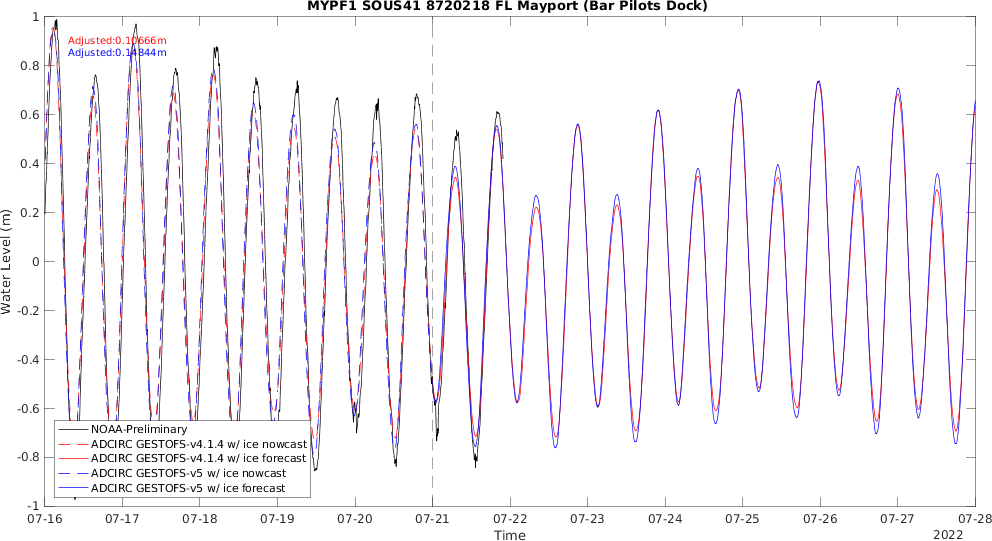 MYPF1 SOUS41 8720218 FL Mayport (Bar Pilots Dock)
Adjusted:0.10666m
Adjusted:0.14844m
Water Level (m)
1
0.8
0.6
0.4
0.2
0
-0.2
-0.4
-0.6
-0.8
-1
NOAA-Preliminary
ADCIRC GESTOFS-v4.1.4 w/ ice nowcast
ADCIRC GESTOFS-v4.1.4 w/ ice forecast
ADCIRC GESTOFS-v5 w/ ice nowcast
ADCIRC GESTOFS-v5 w/ ice forecast
07-16 07-17 07-18 07-19 07-20 07-21 07-22 07-23 07-24 07-25 07-26 07-27 07-28
Time
2022